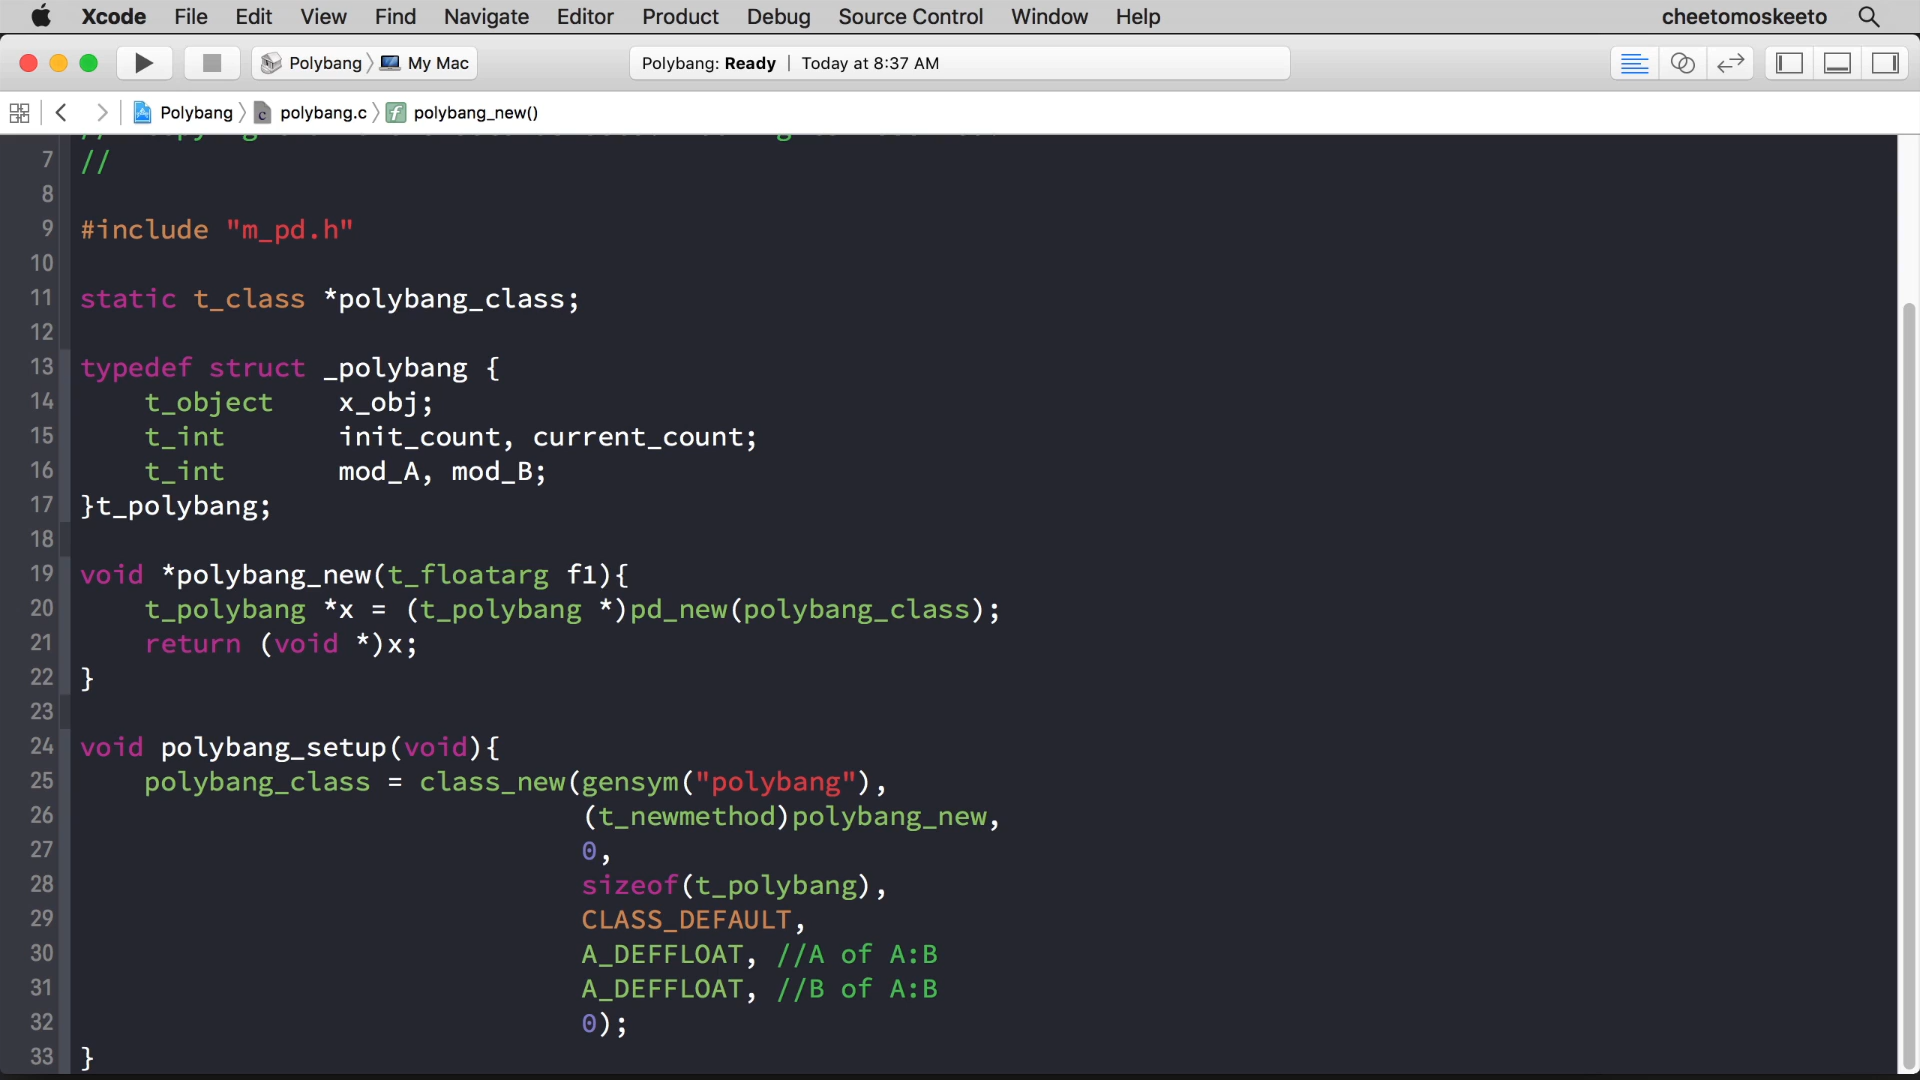 Xcode File Edit View Find Navigate Editor Product Debug Source Control Window Help cheetomoskeeto
Polybang My Mac Polybang: Ready | Today at 8:37 AM
Polybang polybang.c polybang_new()
7 //
8
9 #include "m_pd.h"
10
11 static t_class *polybang_class;
12
13 typedef struct _polybang {
14 t_object x_obj;
15 t_int init_count, current_count;
16 t_int mod_A, mod_B;
17 }t_polybang;
18
19 void *polybang_new(t_floatarg f1){
20 t_polybang *x = (t_polybang *)pd_new(polybang_class);
21 return (void *)x;
22 }
23
24 void polybang_setup(void){
25 polybang_class = class_new(gensym("polybang"),
26 (t_newmethod)polybang_new,
27 0,
28 sizeof(t_polybang),
29 CLASS_DEFAULT,
30 A_DEFFLOAT, //A of A:B
31 A_DEFFLOAT, //B of A:B
32 0);
33 }